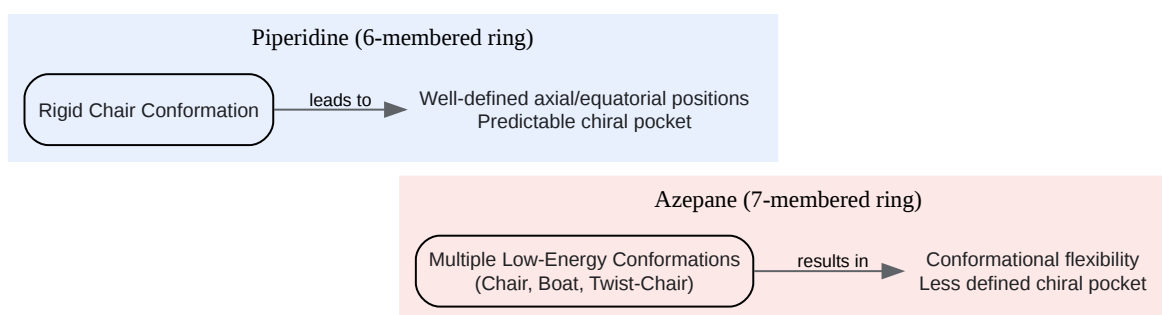 Piperidine (6-membered ring)
Rigid Chair Conformation
leads to
Well-defined axial/equatorial positions
Predictable chiral pocket
Azepane (7-membered ring)
Multiple Low-Energy Conformations
(Chair, Boat, Twist-Chair)
results in
Conformational flexibility
Less defined chiral pocket